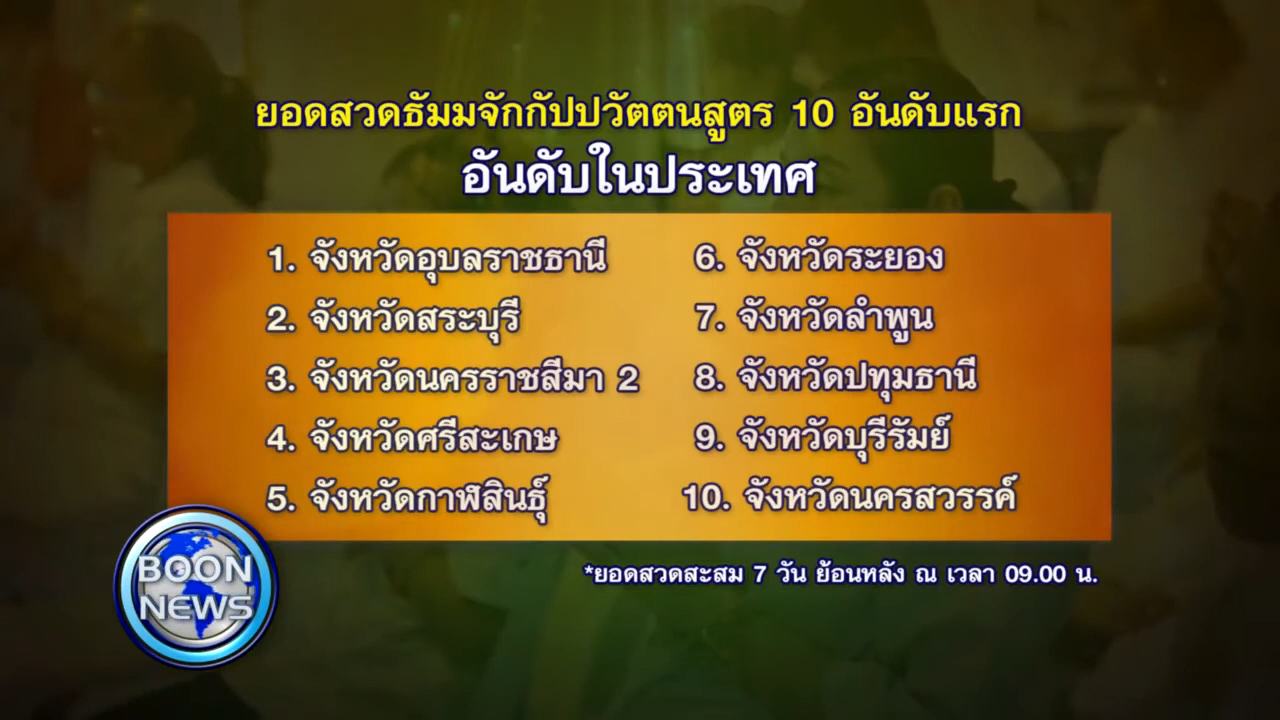 ยอดสวดธัมมจักกัปปวัตตนสูตร 10 อันดับแรก
อันดับในประเทศ
1. จังหวัดอุบลราชธานี
2. จังหวัดสระบุรี
3. จังหวัดนครราชสีมา 2
4. จังหวัดศรีสะเกษ
5. จังหวัดกาฬสินธุ์
6. จังหวัดระยอง
7. จังหวัดลำพูน
8. จังหวัดปทุมธานี
9. จังหวัดบุรีรัมย์
10. จังหวัดนครสวรรค์
*ยอดสวดสะสม 7 วัน ย้อนหลัง ณ เวลา 09.00 น.
BOON
NEWS